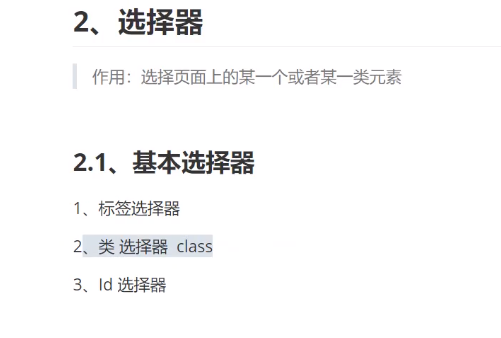 2、选择器
作用：选择页面上的某一个或者某一类元素
2.1、基本选择器
1、标签选择器
2、类 选择器 class
3、Id 选择器